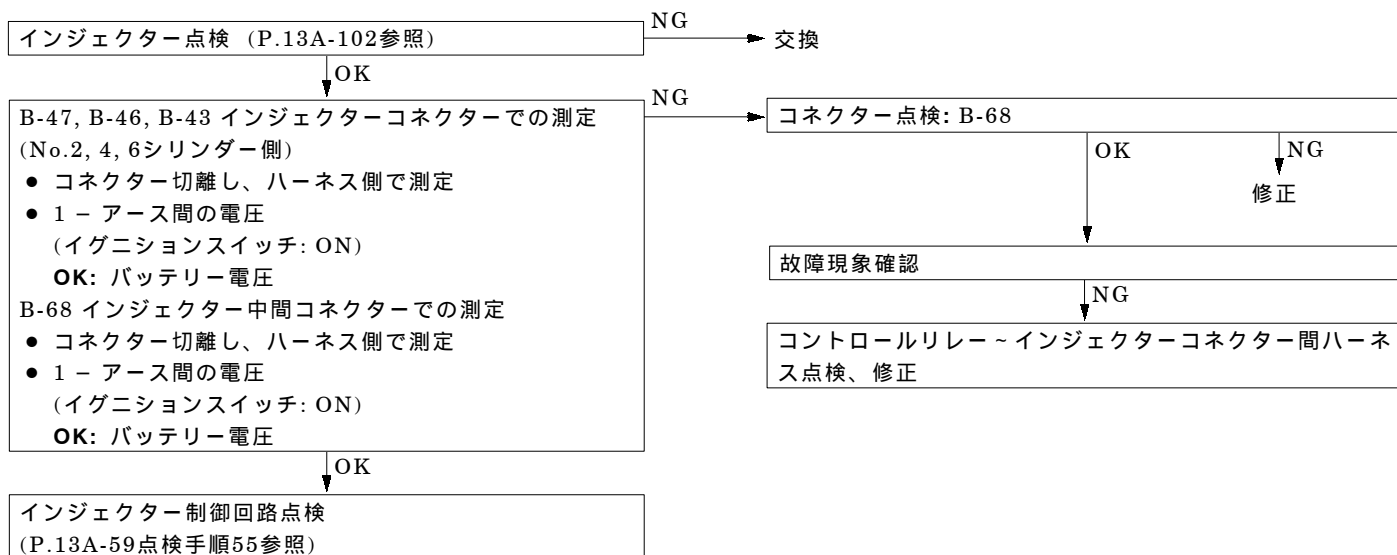 インジェクター点検 (P.13A-102参照)
NG
交換
OK
B-47, B-46, B-43 インジェクターコネクターでの測定
(No.2, 4, 6シリンダー側)
● コネクター切離し、ハーネス側で測定
● 1 – アース間の電圧
(イグニションスイッチ: ON)
OK: バッテリー電圧
B-68 インジェクター中間コネクターでの測定
● コネクター切離し、ハーネス側で測定
● 1 – アース間の電圧
(イグニションスイッチ: ON)
OK: バッテリー電圧
NG
コネクター点検: B-68
OK
NG
修正
故障現象確認
NG
コントロールリレー ~ インジェクターコネクター間ハーネ
ス点検、修正
OK
インジェクター制御回路点検
(P.13A-59点検手順55参照)